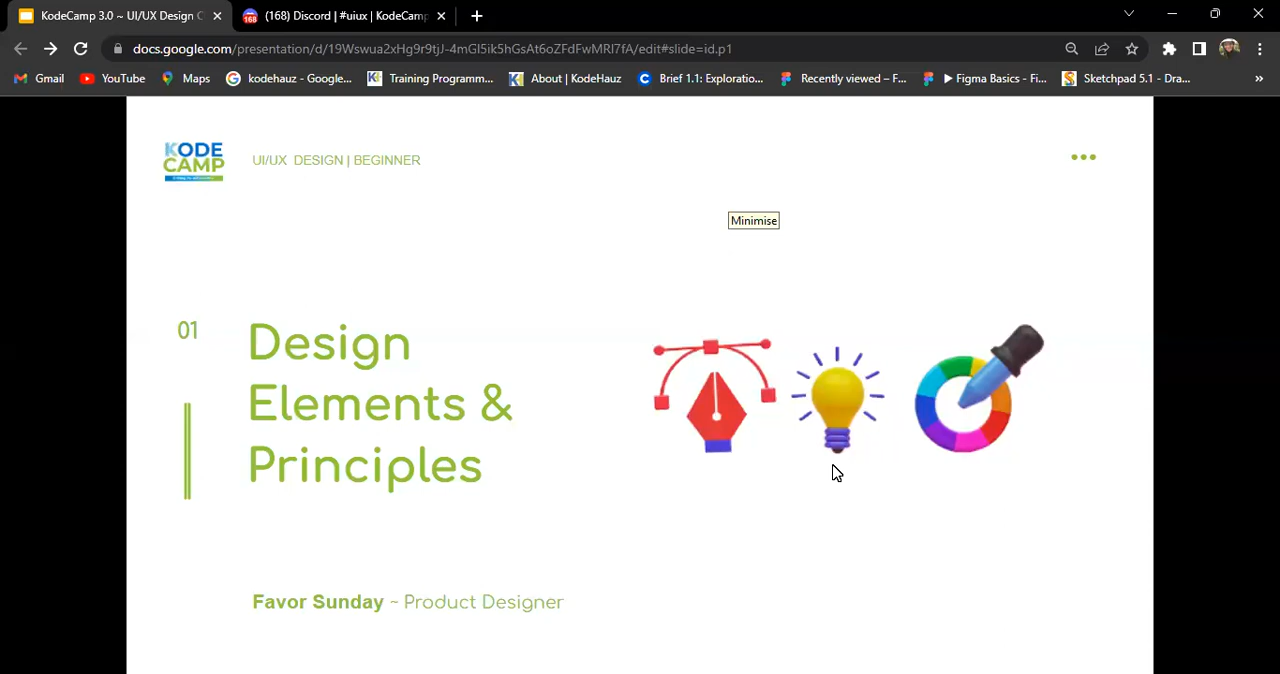 KodeCamp 3.0 ~ UI/UX Design C
(168) Discord | #uiux | KodeCamp
168
docs.google.com/presentation/d/19Wswua2xHg9r9tjJ-4mGl5ik5hGsAt6oZFdFwMRl7fA/edit#slide=id.p1
Gmail
YouTube
Maps
kodehauz - Google...
Training Programm...
About | KodeHauz
Brief 1.1: Exploratio...
Recently viewed – F...
▶ Figma Basics - Fi...
Sketchpad 5.1 - Dra...
»
KODE
CAMP
UI/UX DESIGN | BEGINNER
Minimise
01
Design
Elements &
Principles
Favor Sunday ~ Product Designer